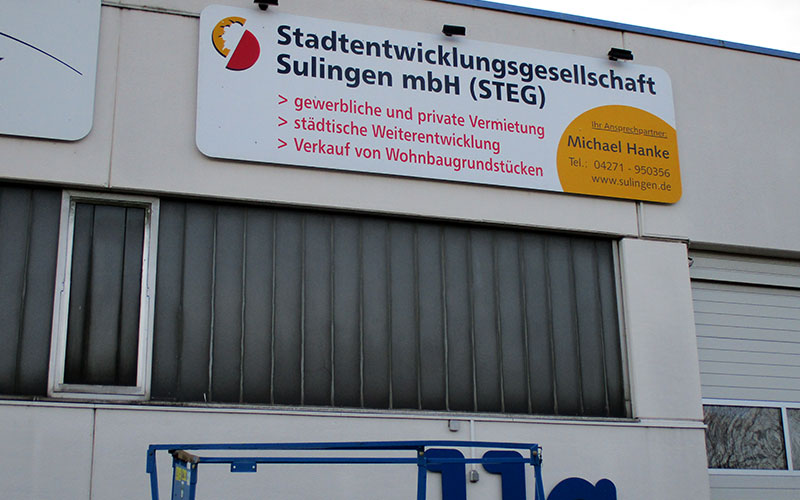 Stadtentwicklungsgesellschaft
Sulingen mbH (STEG)
> gewerbliche und private Vermietung
> städtische Weiterentwicklung
> Verkauf von Wohnbaugrundstücken
Ihr Ansprechpartner:
Michael Hanke
Tel.: 04271 - 950356
www.sulingen.de